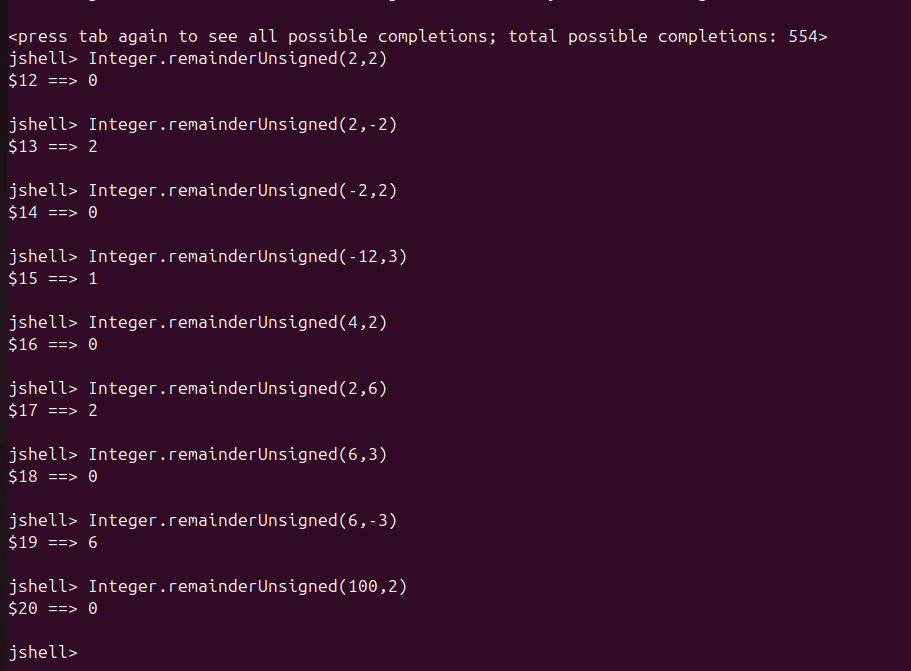 <press tab again to see all possible completions; total possible completions: 554>
jshell> Integer.remainderUnsigned(2,2)
$12 ==> 0
jshell> Integer.remainderUnsigned(2,-2)
$13 ==> 2
jshell> Integer.remainderUnsigned(-2,2)
$14 ==> 0
jshell> Integer.remainderUnsigned(-12,3)
$15 ==> 1
jshell> Integer.remainderUnsigned(4,2)
$16 ==> 0
jshell> Integer.remainderUnsigned(2,6)
$17 ==> 2
jshell> Integer.remainderUnsigned(6,3)
$18 ==> 0
jshell> Integer.remainderUnsigned(6,-3)
$19 ==> 6
jshell> Integer.remainderUnsigned(100,2)
$20 ==> 0
jshell>